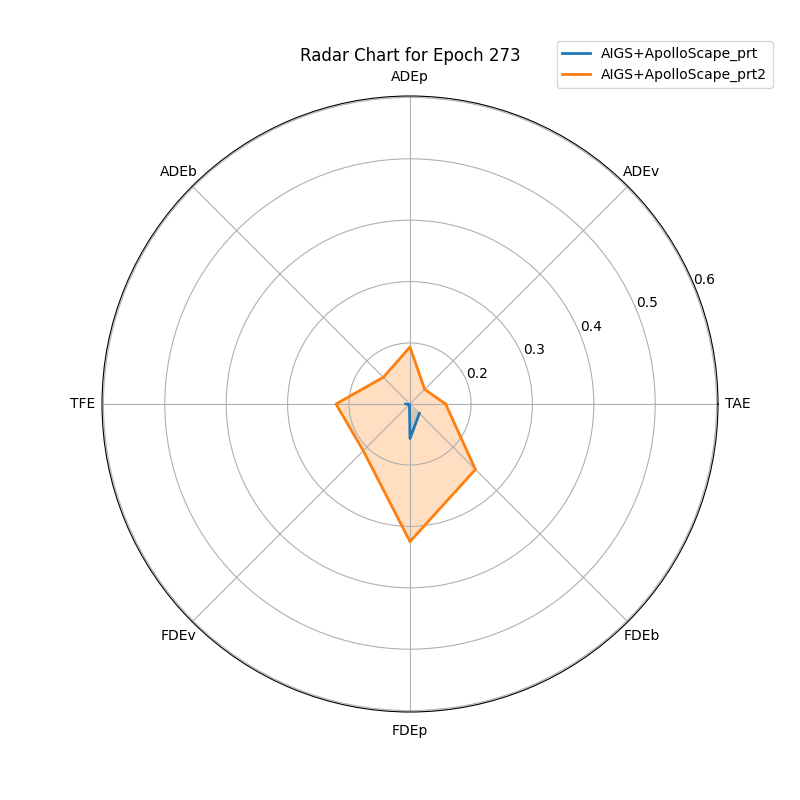 Radar Chart for Epoch 273
AIGS+ApolloScape_prt
AIGS+ApolloScape_prt2
ADEp
ADEb
ADEv
0.6
0.5
0.4
0.3
0.2
TFE
TAE
FDEv
FDEb
FDEp